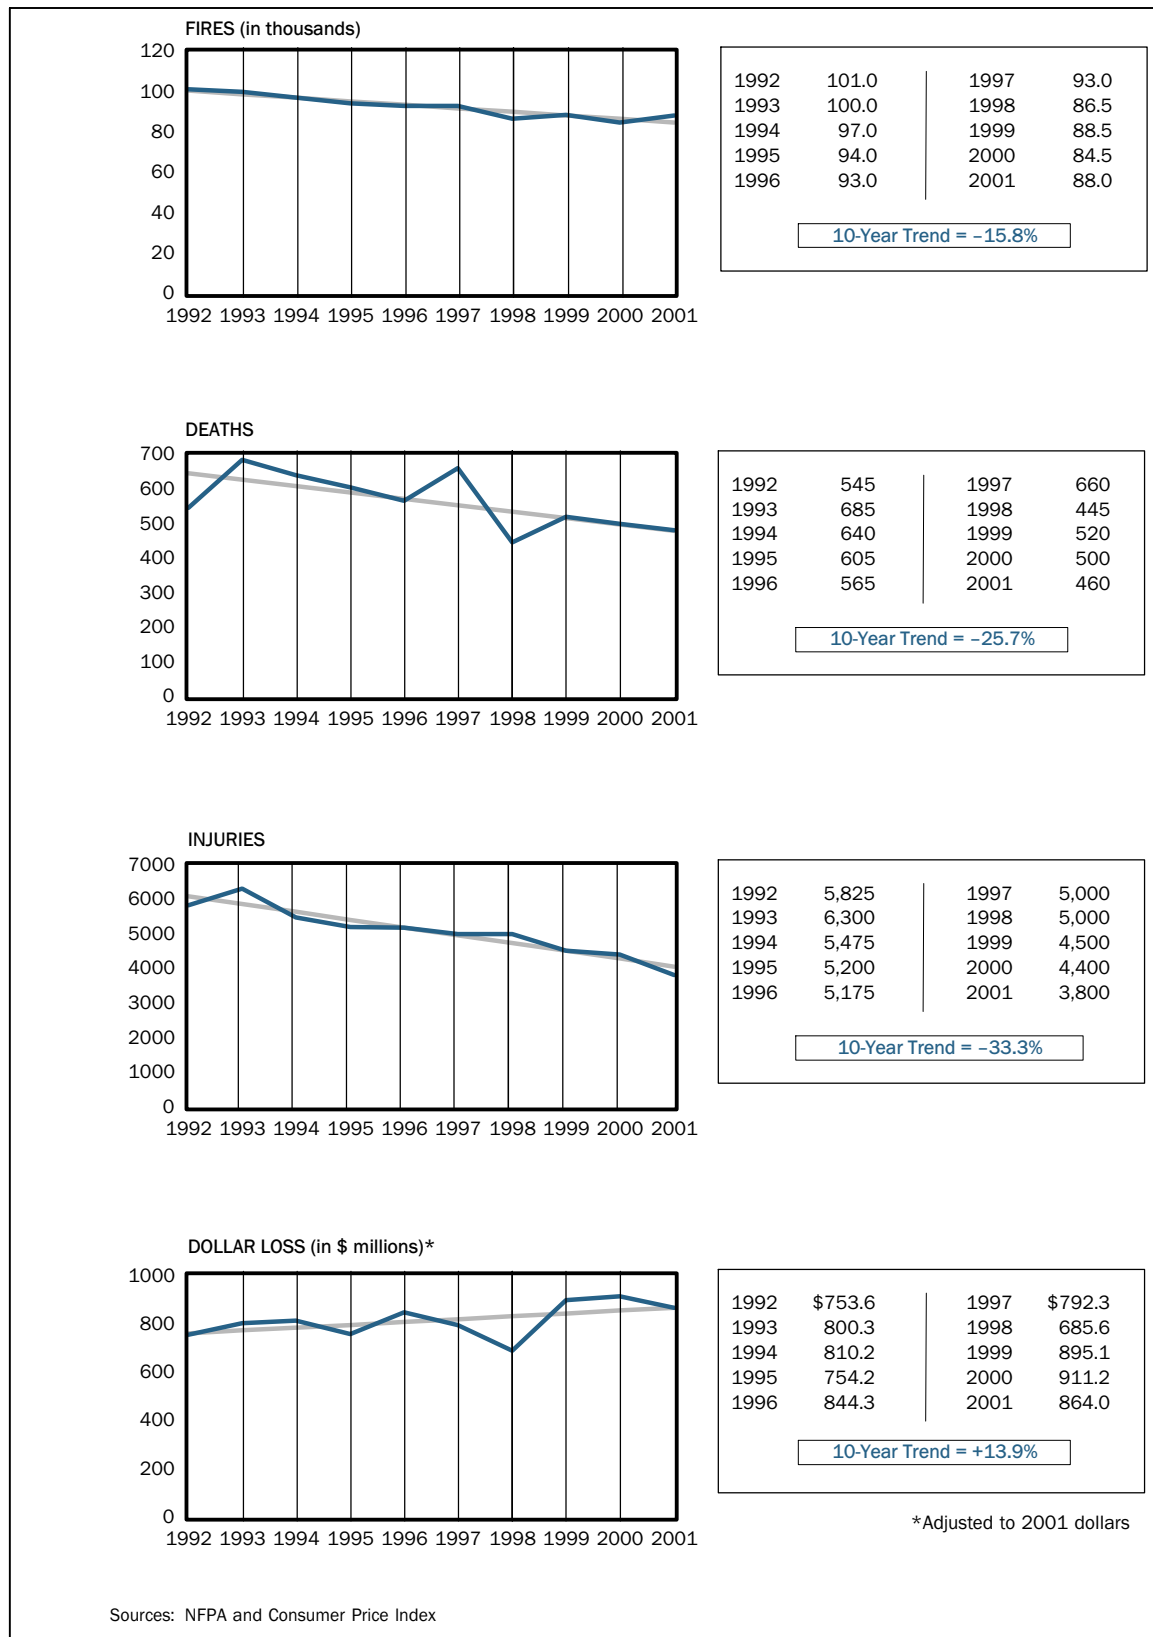 FIRES (in thousands)
120
100
80
60
40
20
0
1992 1993 1994 1995 1996 1997 1998 1999 2000 2001
1992 101.0 1997 93.0
1993 100.0 1998 86.5
1994 97.0 1999 88.5
1995 94.0 2000 84.5
1996 93.0 2001 88.0
10-Year Trend = –15.8%
DEATHS
700
600
500
400
300
200
100
0
1992 1993 1994 1995 1996 1997 1998 1999 2000 2001
1992 545 1997 660
1993 685 1998 445
1994 640 1999 520
1995 605 2000 500
1996 565 2001 460
10-Year Trend = –25.7%
INJURIES
7000
6000
5000
4000
3000
2000
1000
0
1992 1993 1994 1995 1996 1997 1998 1999 2000 2001
1992 5,825 1997 5,000
1993 6,300 1998 5,000
1994 5,475 1999 4,500
1995 5,200 2000 4,400
1996 5,175 2001 3,800
10-Year Trend = –33.3%
DOLLAR LOSS (in $ millions)*
1000
800
600
400
200
0
1992 1993 1994 1995 1996 1997 1998 1999 2000 2001
1992 $753.6 1997 $792.3
1993 800.3 1998 685.6
1994 810.2 1999 895.1
1995 754.2 2000 911.2
1996 844.3 2001 864.0
10-Year Trend = +13.9%
*Adjusted to 2001 dollars
Sources: NFPA and Consumer Price Index